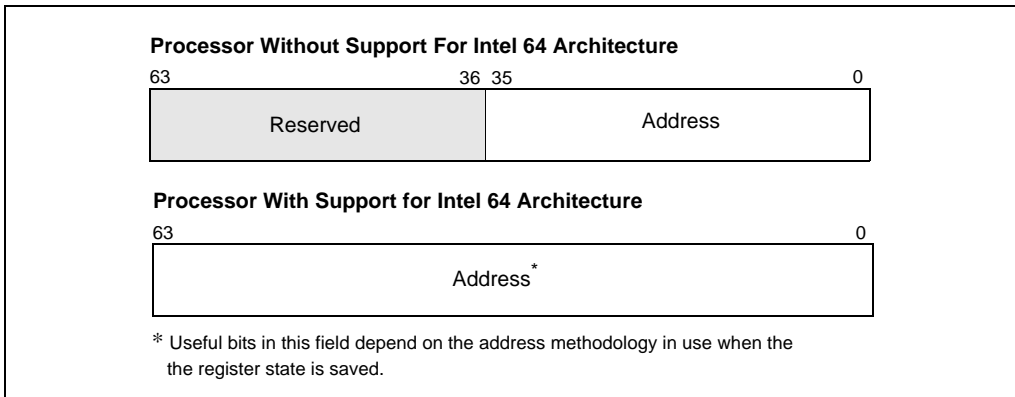 Processor Without Support For Intel 64 Architecture
63 36 35 0
Reserved Address
Processor With Support for Intel 64 Architecture
63 0
Address*
* Useful bits in this field depend on the address methodology in use when the
the register state is saved.